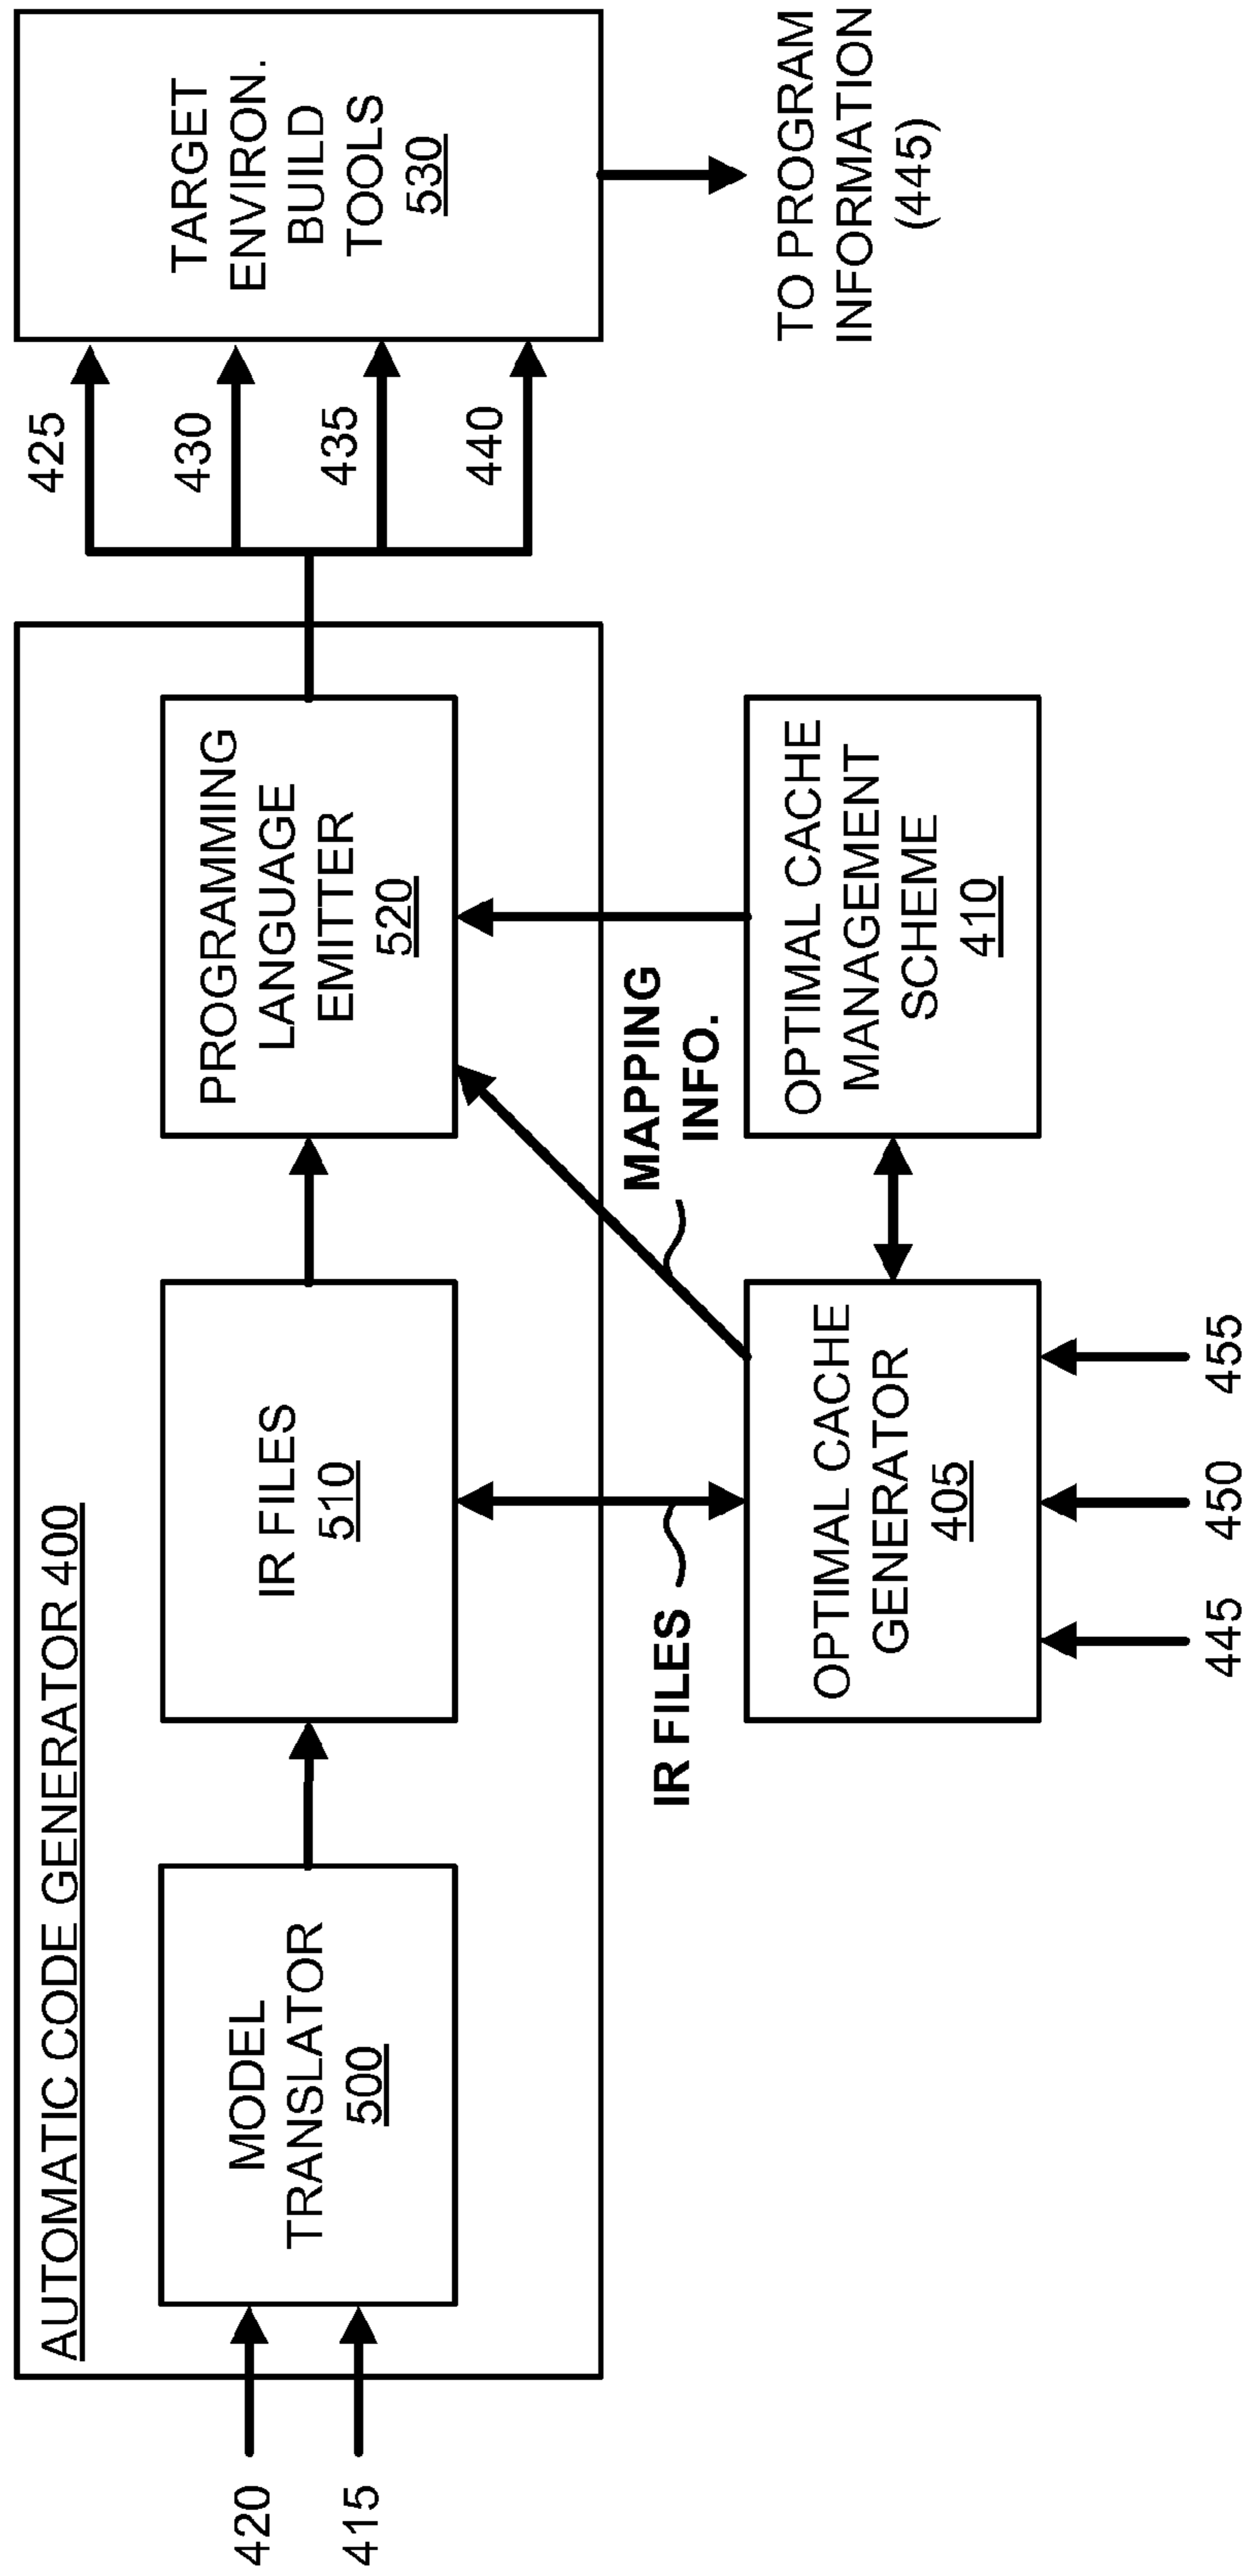 AUTOMATIC CODE GENERATOR 400
420
415
MODEL
TRANSLATOR
500
IR FILES
510
PROGRAMMING
LANGUAGE
EMITTER
520
425
430
435
440
TARGET
ENVIRON.
BUILD
TOOLS
530
IR FILES
MAPPING
INFO.
TO PROGRAM
INFORMATION
(445)
OPTIMAL CACHE
GENERATOR
405
OPTIMAL CACHE
MANAGEMENT
SCHEME
410
445
450
455